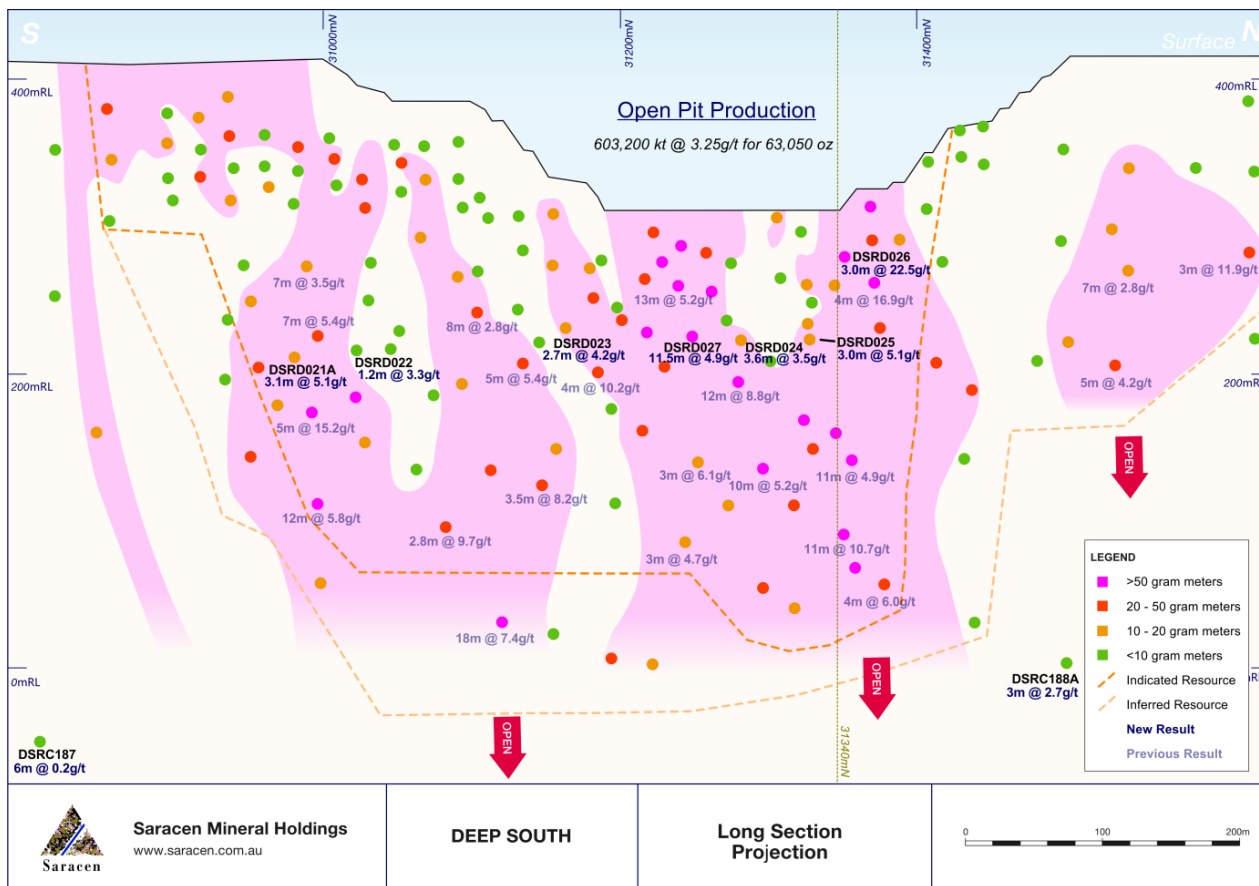 S
N
Surface
31000mN
31200mN
31400mN
400mRL
400mRL
Open Pit Production
603,200 kt @ 3.25g/t for 63,050 oz
DSRD026
3.0m @ 22.5g/t
3m @ 11.9g/t
7m @ 3.5g/t
13m @ 5.2g/t
4m @ 16.9g/t
7m @ 2.8g/t
7m @ 5.4g/t
8m @ 2.8g/t
DSRD023
2.7m @ 4.2g/t
DSRD027
11.5m @ 4.9g/t
DSRD024
3.6m @ 3.5g/t
DSRD025
3.0m @ 5.1g/t
DSRD021A
3.1m @ 5.1g/t
DSRD022
1.2m @ 3.3g/t
5m @ 5.4g/t
4m @ 10.2g/t
200mRL
200mRL
5m @ 4.2g/t
12m @ 8.8g/t
5m @ 15.2g/t
OPEN
3m @ 6.1g/t
10m @ 5.2g/t
11m @ 4.9g/t
3.5m @ 8.2g/t
12m @ 5.8g/t
2.8m @ 9.7g/t
3m @ 4.7g/t
11m @ 10.7g/t
4m @ 6.0g/t
18m @ 7.4g/t
0mRL
OPEN
OPEN
31340mN
DSRC188A
3m @ 2.7g/t
DSRC187
6m @ 0.2g/t
LEGEND
>50 gram meters
20 - 50 gram meters
10 - 20 gram meters
<10 gram meters
Indicated Resource
Inferred Resource
New Result
Previous Result
Saracen
Saracen Mineral Holdings
www.saracen.com.au
DEEP SOUTH
Long Section
Projection
0
100
200m